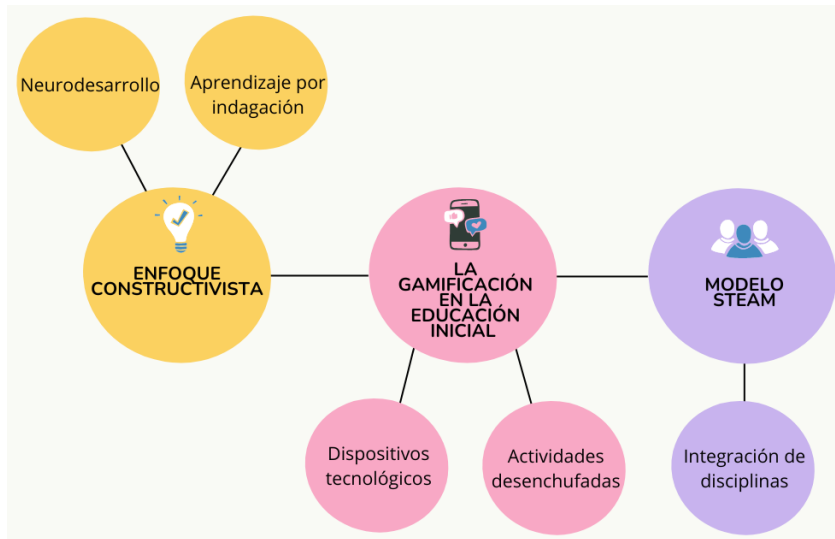 Neurodesarrollo
Aprendizaje por
indagación
ENFOQUE
CONSTRUCTIVISTA
LA
GAMIFICACIÓN
EN LA
EDUCACIÓN
INICIAL
MODELO
STEAM
Dispositivos
tecnológicos
Actividades
desenchufadas
Integración de
disciplinas